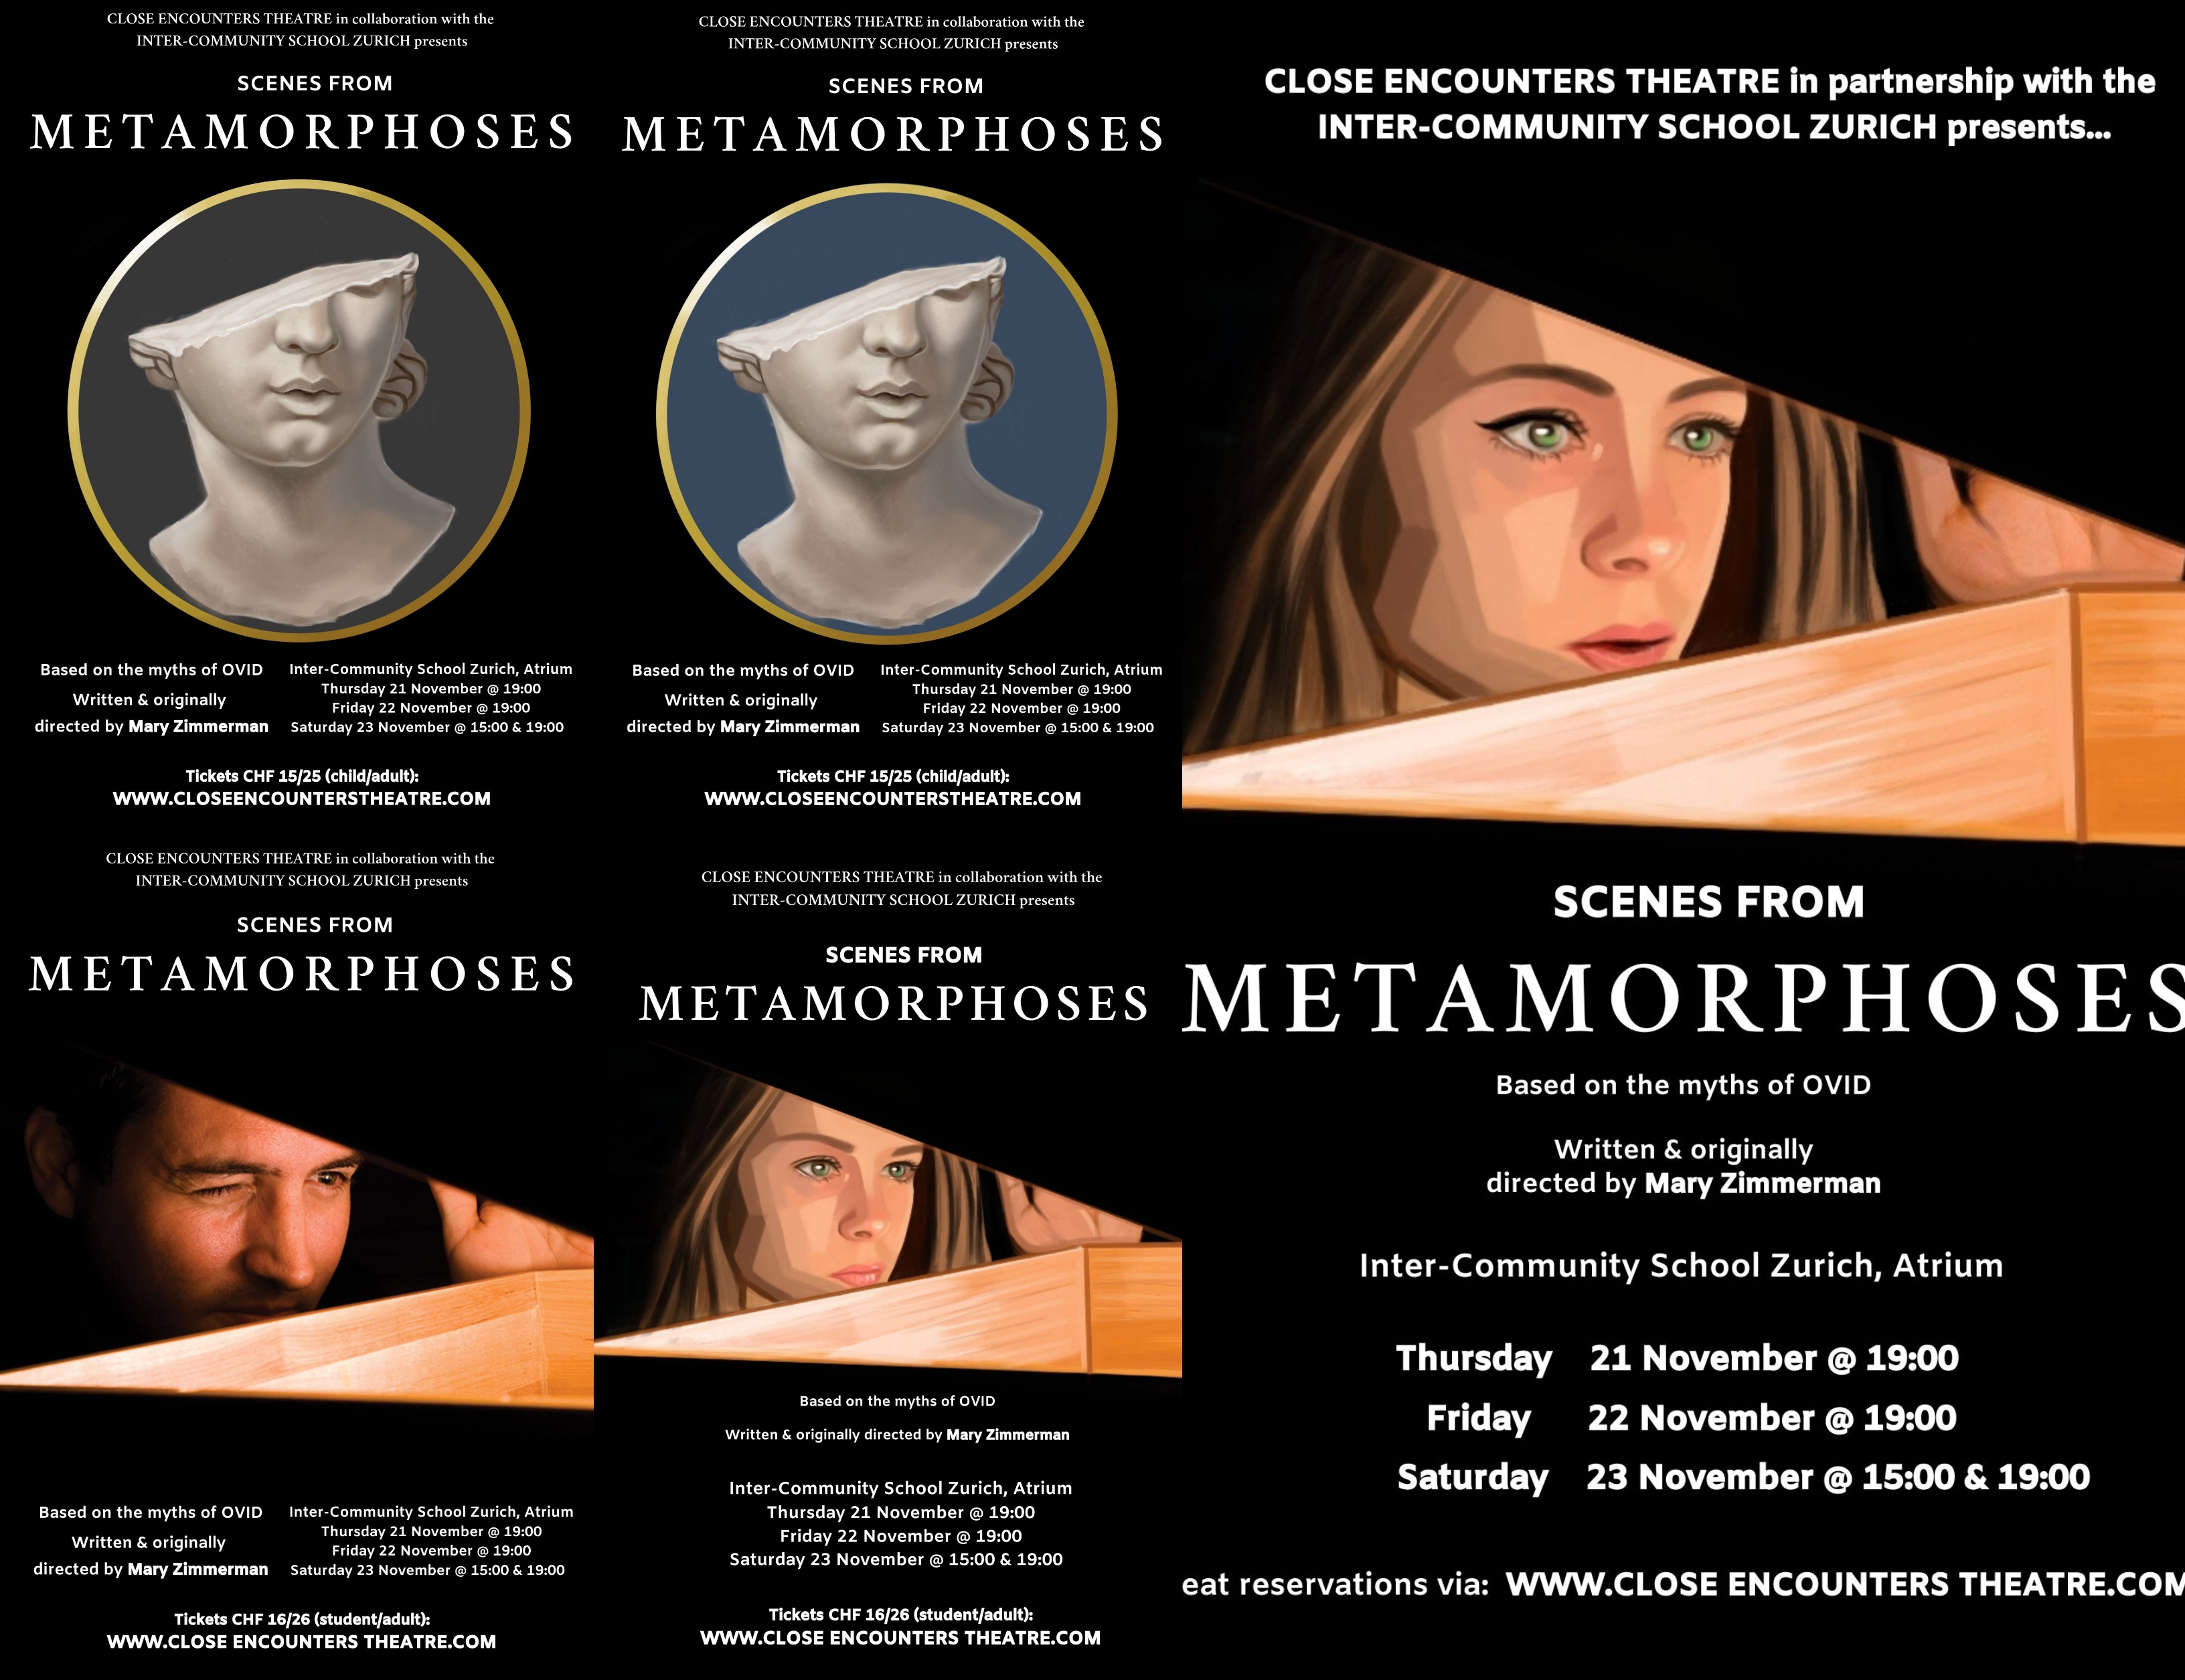 CLOSE ENCOUNTERS THEATRE in collaboration with the
INTER-COMMUNITY SCHOOL ZURICH presents
SCENES FROM
METAMORPHOSES
Based on the myths of OVID
Written & originally
directed by Mary Zimmerman
Inter-Community School Zurich, Atrium
Thursday 21 November @ 19:00
Friday 22 November @ 19:00
Saturday 23 November @ 15:00 & 19:00
Tickets CHF 15/25 (child/adult):
WWW.CLOSEENCOUNTERSTHEATRE.COM
CLOSE ENCOUNTERS THEATRE in collaboration with the
INTER-COMMUNITY SCHOOL ZURICH presents
SCENES FROM
METAMORPHOSES
Based on the myths of OVID
Written & originally
directed by Mary Zimmerman
Inter-Community School Zurich, Atrium
Thursday 21 November @ 19:00
Friday 22 November @ 19:00
Saturday 23 November @ 15:00 & 19:00
Tickets CHF 15/25 (child/adult):
WWW.CLOSEENCOUNTERSTHEATRE.COM
CLOSE ENCOUNTERS THEATRE in collaboration with the
INTER-COMMUNITY SCHOOL ZURICH presents
SCENES FROM
METAMORPHOSES
Based on the myths of OVID
Written & originally
directed by Mary Zimmerman
Inter-Community School Zurich, Atrium
Thursday 21 November @ 19:00
Friday 22 November @ 19:00
Saturday 23 November @ 15:00 & 19:00
Tickets CHF 16/26 (student/adult):
WWW.CLOSE ENCOUNTERS THEATRE.COM
CLOSE ENCOUNTERS THEATRE in collaboration with the
INTER-COMMUNITY SCHOOL ZURICH presents
SCENES FROM
METAMORPHOSES
Based on the myths of OVID
Written & originally directed by Mary Zimmerman
Inter-Community School Zurich, Atrium
Thursday 21 November @ 19:00
Friday 22 November @ 19:00
Saturday 23 November @ 15:00 & 19:00
Tickets CHF 16/26 (student/adult):
WWW.CLOSE ENCOUNTERS THEATRE.COM
CLOSE ENCOUNTERS THEATRE in partnership with the
INTER-COMMUNITY SCHOOL ZURICH presents...
SCENES FROM
METAMORPHOSES
Based on the myths of OVID
Written & originally
directed by Mary Zimmerman
Inter-Community School Zurich, Atrium
Thursday 21 November @ 19:00
Friday 22 November @ 19:00
Saturday 23 November @ 15:00 & 19:00
eat reservations via: WWW.CLOSE ENCOUNTERS THEATRE.COM